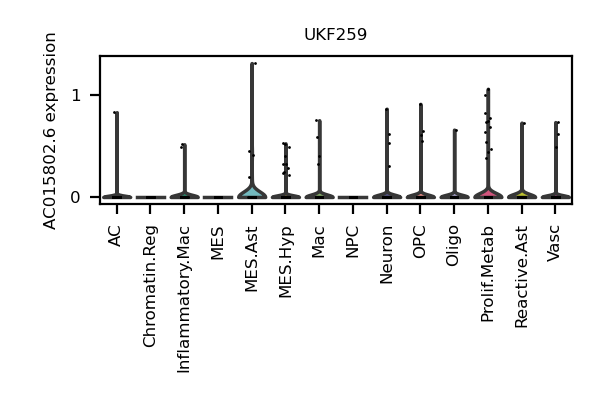 UKF259
AC015802.6 expression
1
0
AC
Chromatin.Reg
Inflammatory.Mac
MES
MES.Ast
MES.Hyp
Mac
NPC
Neuron
OPC
Oligo
Prolif.Metab
Reactive.Ast
Vasc